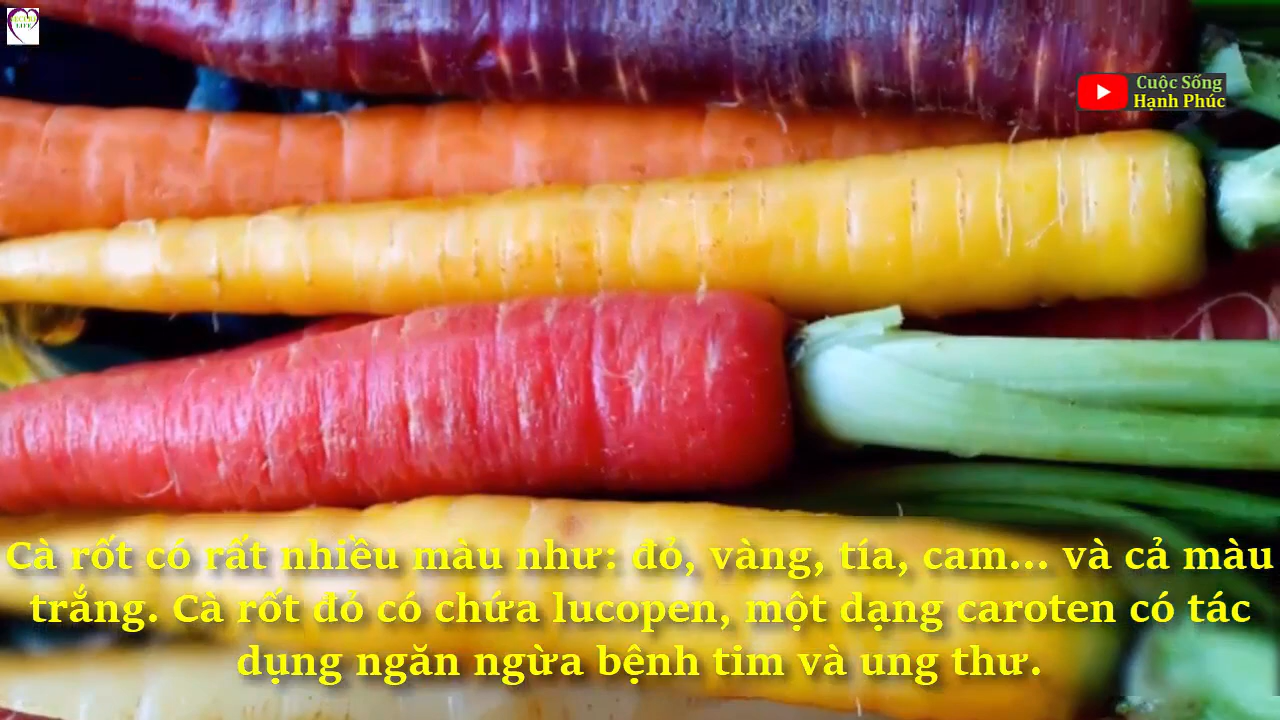 Cuộc Sống
Hạnh Phúc
Cà rốt có rất nhiều màu như: đỏ, vàng, tía, cam... và cả màu
trắng. Cà rốt đỏ có chứa lucopen, một dạng caroten có tác
dụng ngăn ngừa bệnh tim và ung thư.